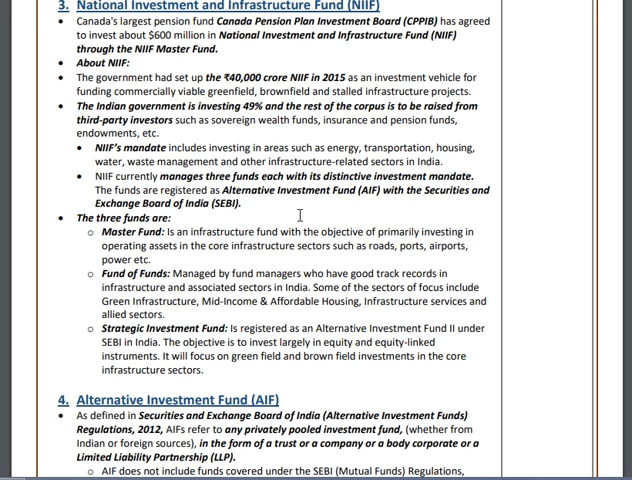 3. National Investment and Infrastructure Fund (NIIF)
• Canada's largest pension fund Canada Pension Plan Investment Board (CPPIB) has agreed
to invest about $600 million in National Investment and Infrastructure Fund (NIIF)
through the NIIF Master Fund.
• About NIIF:
• The government had set up the ₹40,000 crore NIIF in 2015 as an investment vehicle for
funding commercially viable greenfield, brownfield and stalled infrastructure projects.
• The Indian government is investing 49% and the rest of the corpus is to be raised from
third-party investors such as sovereign wealth funds, insurance and pension funds,
endowments, etc.
• NIIF's mandate includes investing in areas such as energy, transportation, housing,
water, waste management and other infrastructure-related sectors in India.
• NIIF currently manages three funds each with its distinctive investment mandate.
The funds are registered as Alternative Investment Fund (AIF) with the Securities and
Exchange Board of India (SEBI).
• The three funds are:
○ Master Fund: Is an infrastructure fund with the objective of primarily investing in
operating assets in the core infrastructure sectors such as roads, ports, airports,
power etc.
○ Fund of Funds: Managed by fund managers who have good track records in
infrastructure and associated sectors in India. Some of the sectors of focus include
Green Infrastructure, Mid-Income & Affordable Housing, Infrastructure services and
allied sectors.
○ Strategic Investment Fund: Is registered as an Alternative Investment Fund II under
SEBI in India. The objective is to invest largely in equity and equity-linked
instruments. It will focus on green field and brown field investments in the core
infrastructure sectors.
4. Alternative Investment Fund (AIF)
• As defined in Securities and Exchange Board of India (Alternative Investment Funds)
Regulations, 2012, AIFs refer to any privately pooled investment fund, (whether from
Indian or foreign sources), in the form of a trust or a company or a body corporate or a
Limited Liability Partnership (LLP).
○ AIF does not include funds covered under the SEBI (Mutual Funds) Regulations,